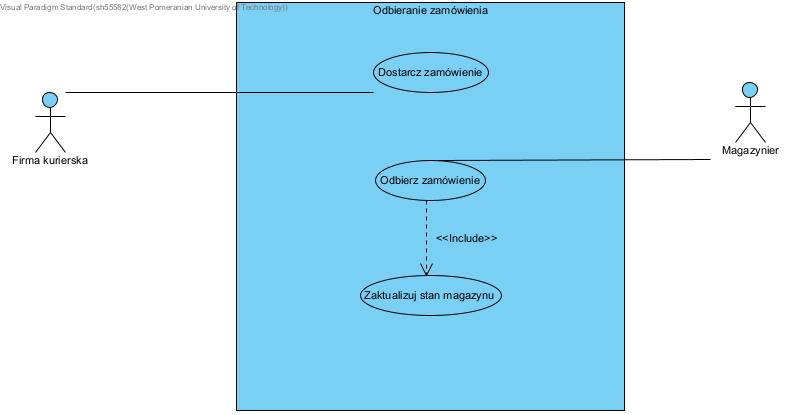 Visual Paradigm Standard(sh55582(West Pomeranian University of Technology))
Odbieranie zamówienia
Dostarcz zamówienie
Firma kurierska
Magazynier
Odbierz zamówienie
<<Include>>
Zaktualizuj stan magazynu